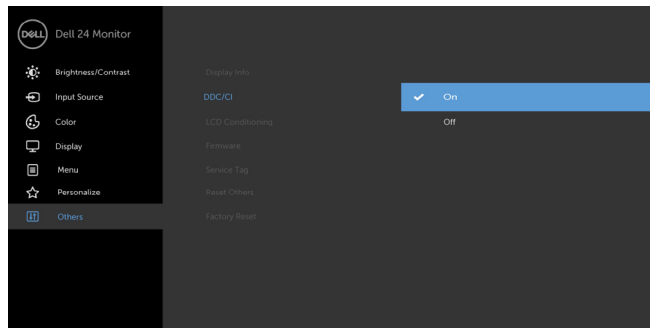 DELL
Dell 24 Monitor
Brightness/Contrast
Input Source
Color
Display
Menu
Personalize
Others
Display Info
DDC/CI
LCD Conditioning
Firmware
Service Tag
Reset Others
Factory Reset
On
Off